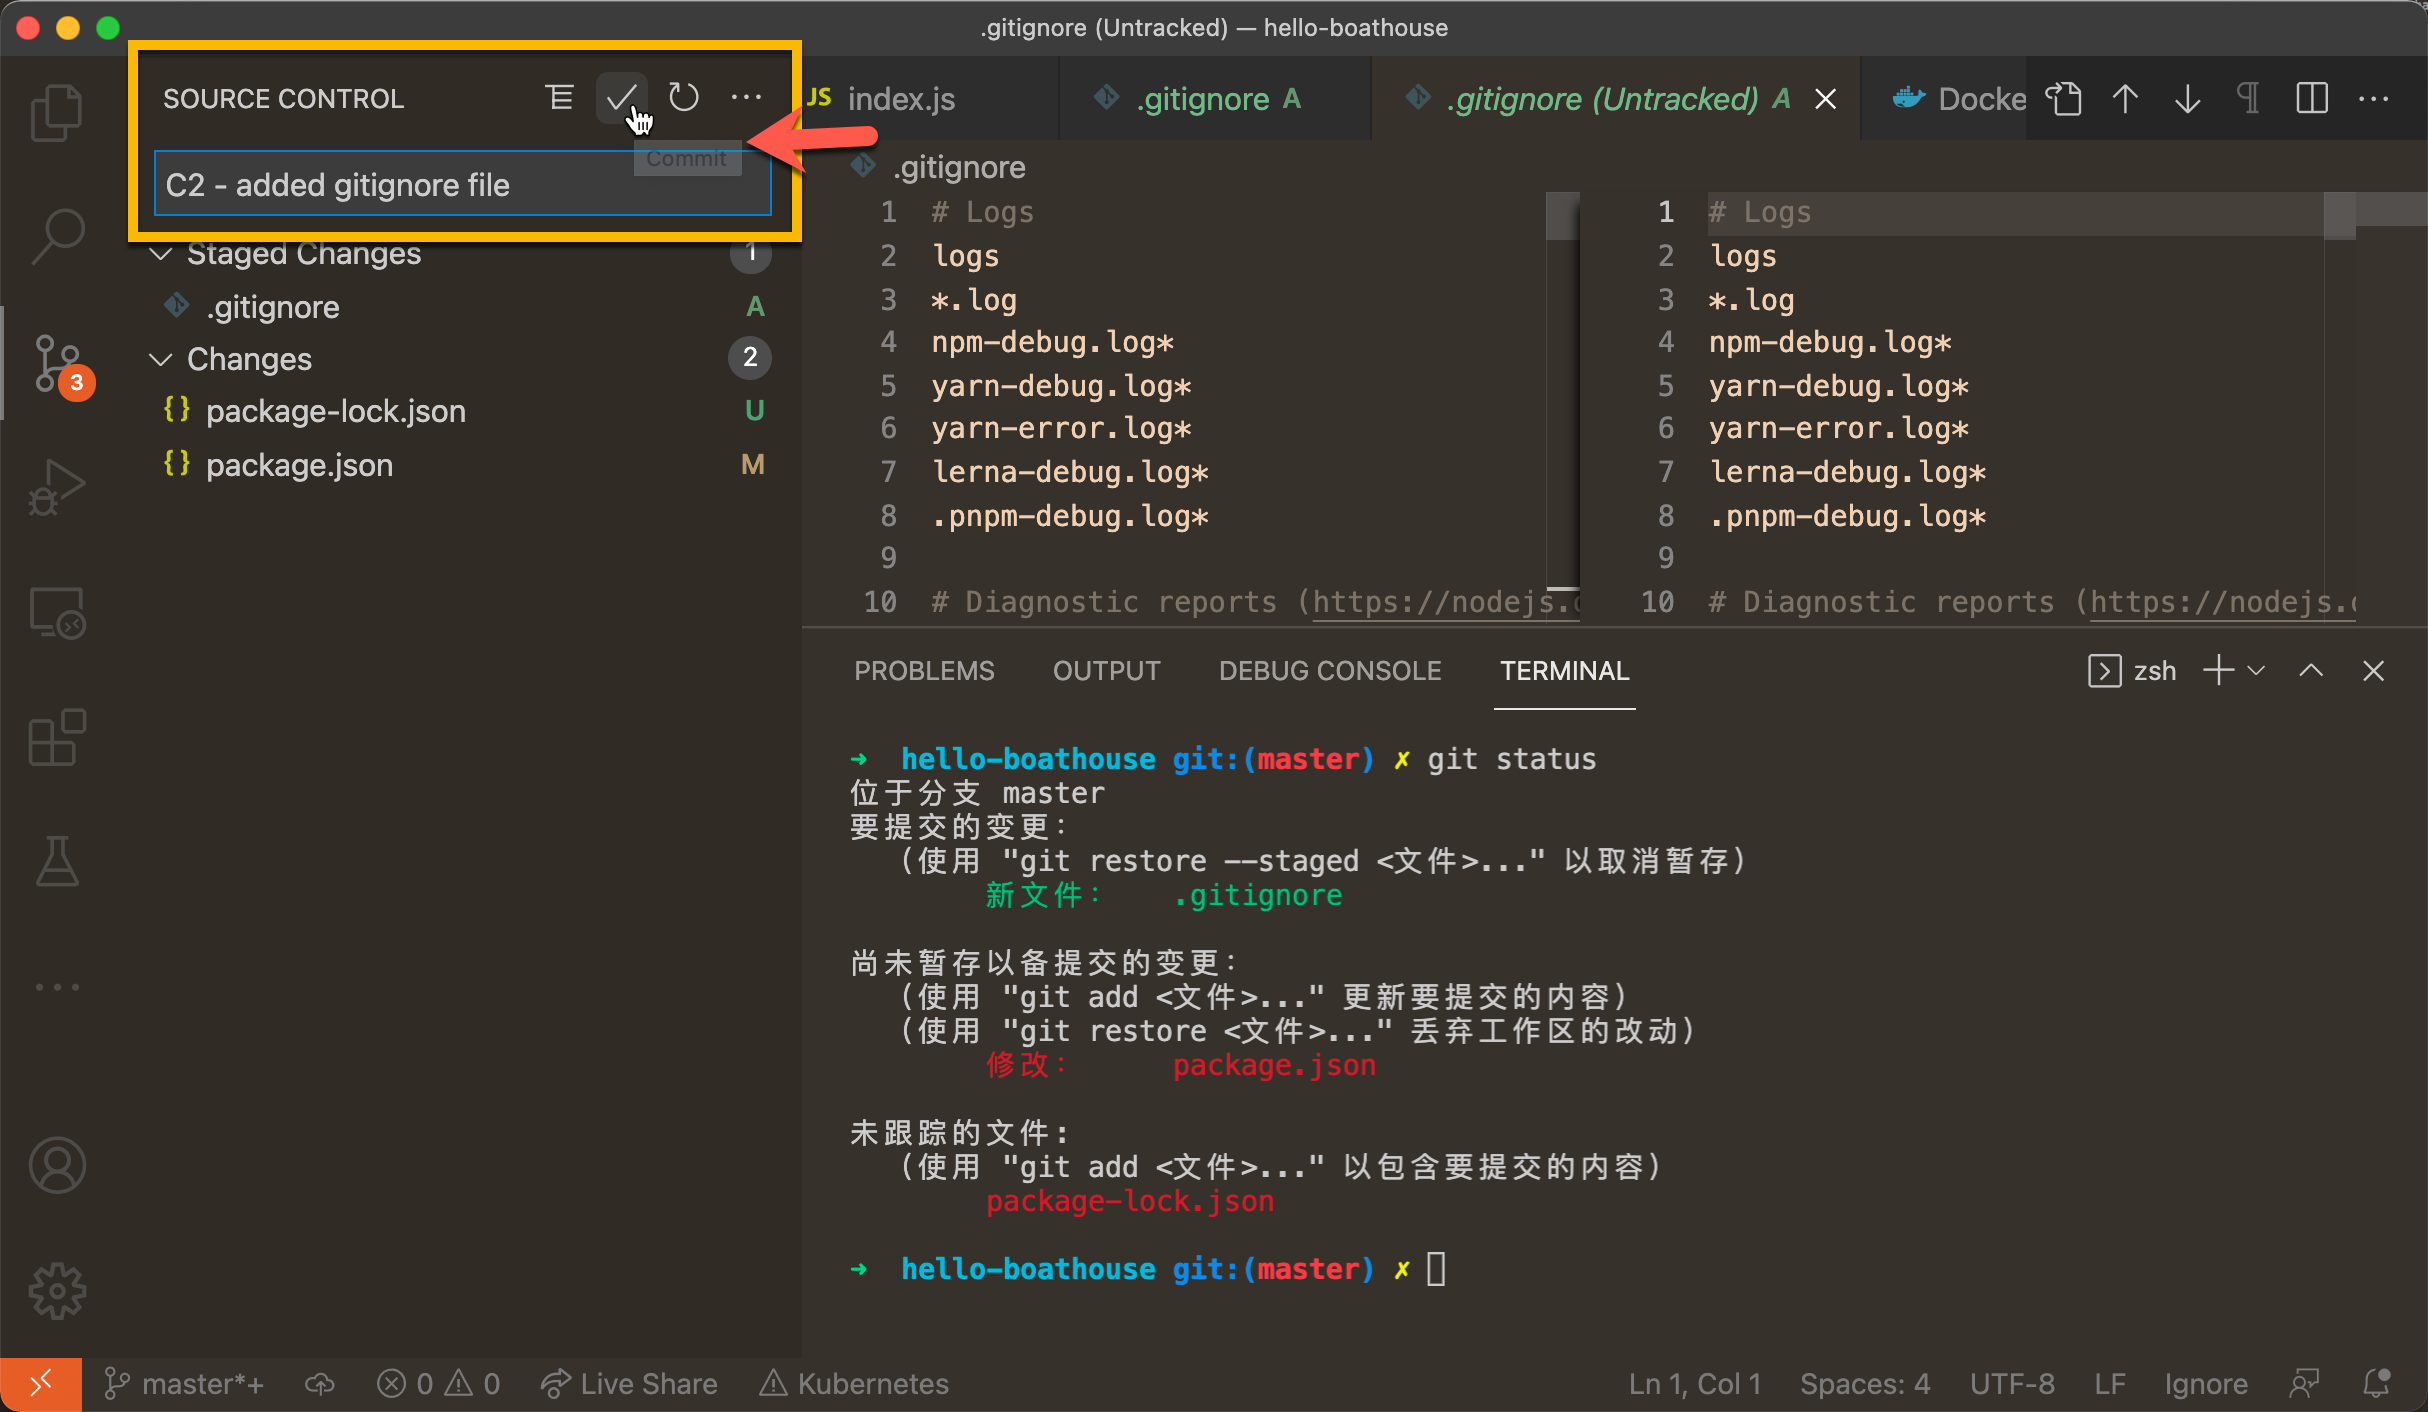 .gitignore (Untracked) — hello-boathouse
SOURCE CONTROL
Commit
C2 - added gitignore file
Staged Changes 1
.gitignore A
Changes 2
{} package-lock.json U
{} package.json M
3
JS index.js
.gitignore A
.gitignore (Untracked) A
Docke
.gitignore
1 # Logs
2 logs
3 *.log
4 npm-debug.log*
5 yarn-debug.log*
6 yarn-error.log*
7 lerna-debug.log*
8 .pnpm-debug.log*
9
10 # Diagnostic reports (https://nodejs.
1 # Logs
2 logs
3 *.log
4 npm-debug.log*
5 yarn-debug.log*
6 yarn-error.log*
7 lerna-debug.log*
8 .pnpm-debug.log*
9
10 # Diagnostic reports (https://nodejs.
PROBLEMS OUTPUT DEBUG CONSOLE TERMINAL zsh
➜ hello-boathouse git:(master) ✗ git status
位于分支 master
要提交的变更：
（使用 "git restore --staged <文件>..." 以取消暂存）
新文件： .gitignore
尚未暂存以备提交的变更：
（使用 "git add <文件>..." 更新要提交的内容）
（使用 "git restore <文件>..." 丢弃工作区的改动）
修改： package.json
未跟踪的文件:
（使用 "git add <文件>..." 以包含要提交的内容）
package-lock.json
➜ hello-boathouse git:(master) ✗
master*+ 0 0 Live Share Kubernetes Ln 1, Col 1 Spaces: 4 UTF-8 LF Ignore